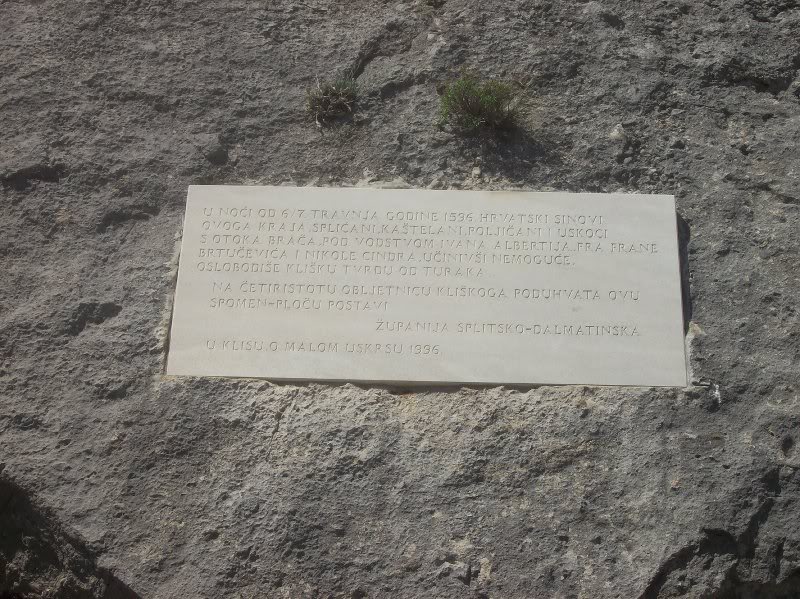 U NOĆI OD 6/7. TRAVNJA GODINE 1596. HRVATSKI SINOVI
OVOGA KRAJA, SPLIĆANI, KAŠTELANI, POLJIČANI I USKOCI
S OTOKA BRAČA, POD VODSTVOM IVANA ALBERTIJA, FRA FRANE
BRTUČEVIĆA I NIKOLE CINDRA, UČINIVŠI NEMOGUĆE,
OSLOBODIŠE KLIŠKU TVRĐU OD TURAKA.
NA ČETIRISTOTU OBLJETNICU KLIŠKOGA PODUHVATA OVU
SPOMEN-PLOČU POSTAVI
ŽUPANIJA SPLITSKO-DALMATINSKA
U KLISU, O MALOM USKRSU 1996.